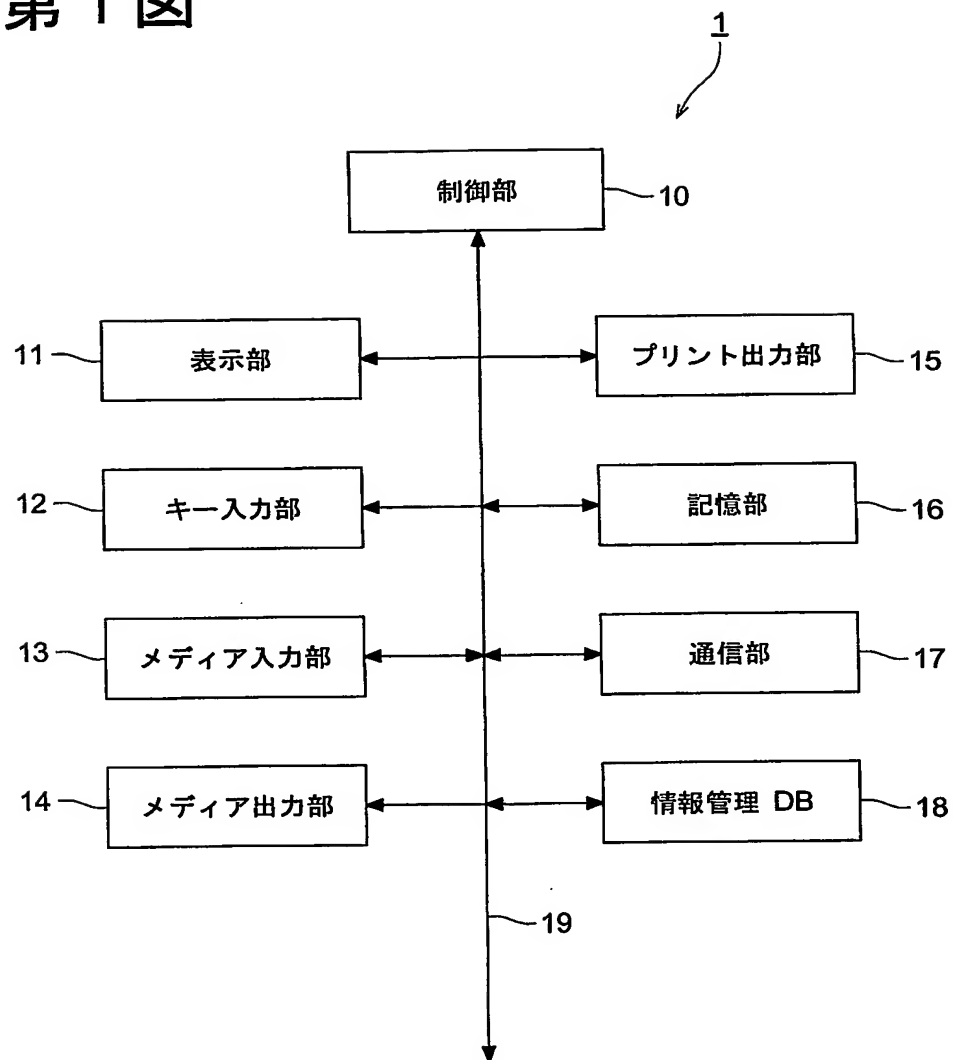 第1図
1
制御部
10
11
表示部
プリント出力部
15
12
キー入力部
記憶部
16
13
メディア入力部
通信部
17
14
メディア出力部
情報管理 DB
18
19